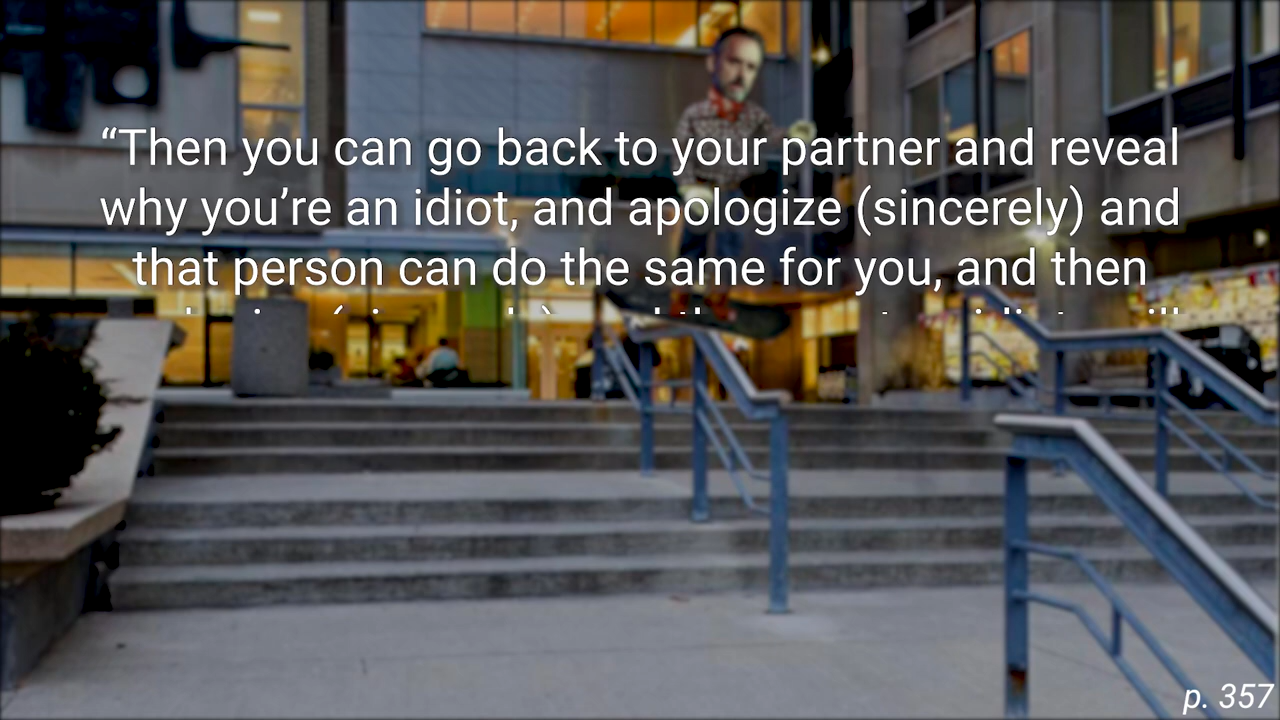 “Then you can go back to your partner and reveal
why you’re an idiot, and apologize (sincerely) and
that person can do the same for you, and then
p. 357